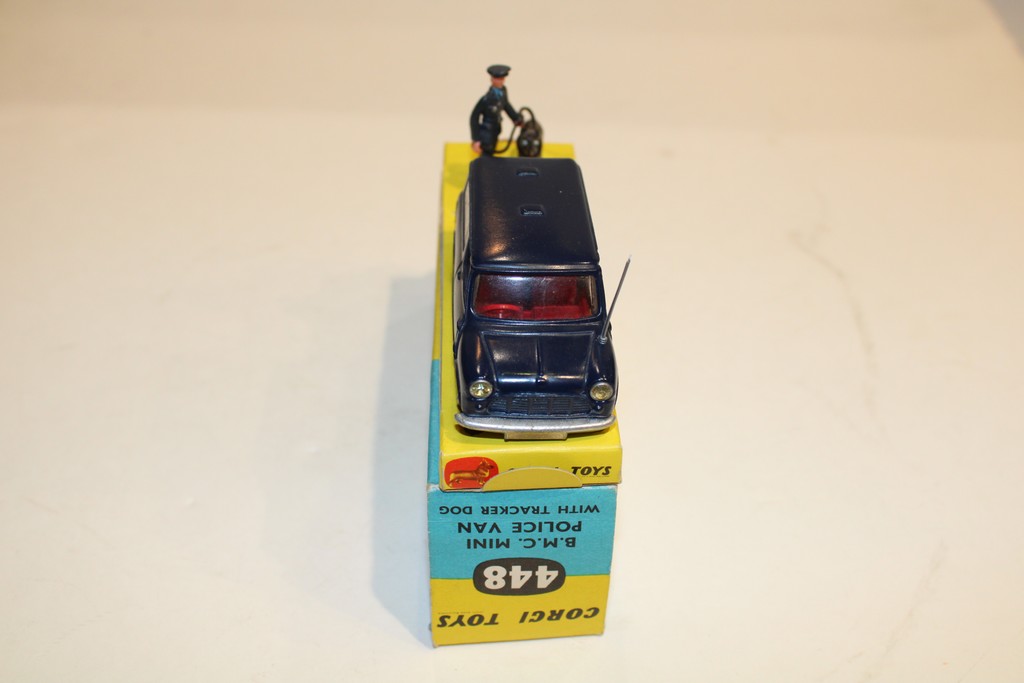 TOYS
CORGI TOYS
448
B.M.C. MINI
POLICE VAN
WITH TRACKER DOG